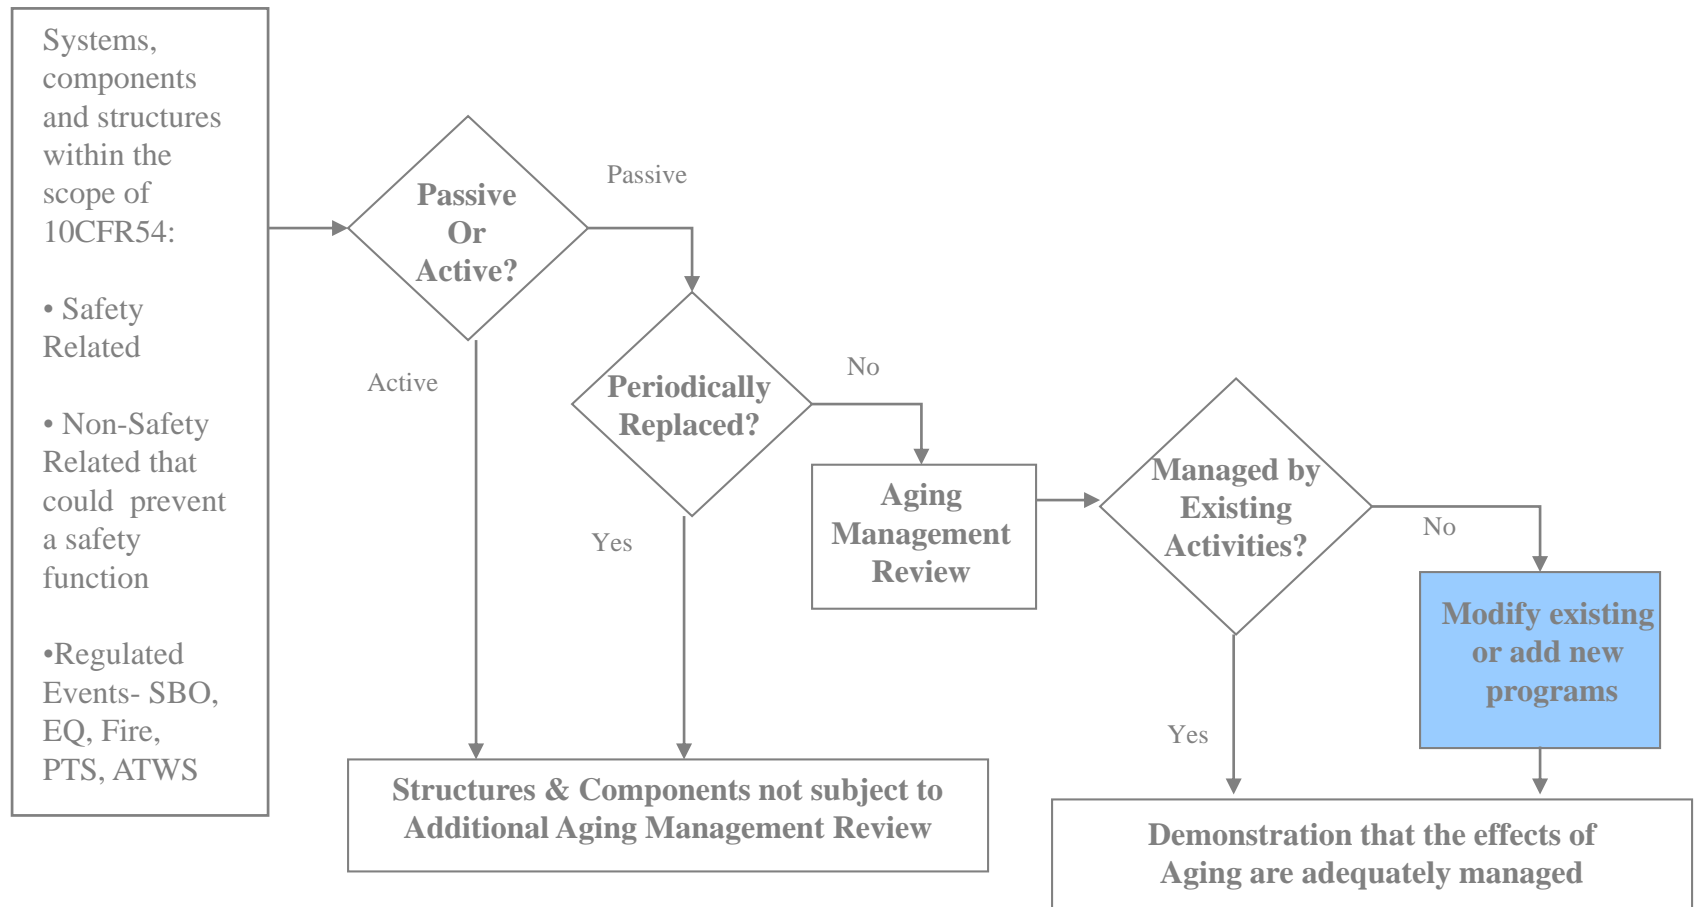 Systems,
components
and structures
within the
scope of
10CFR54:
• Safety
Related
• Non-Safety
Related that
could prevent
a safety
function
•Regulated
Events- SBO,
EQ, Fire,
PTS, ATWS
Passive
Or
Active?
Passive
Active
Periodically
Replaced?
No
Yes
Aging
Management
Review
Managed by
Existing
Activities?
No
Yes
Modify existing
or add new
programs
Structures & Components not subject to
Additional Aging Management Review
Demonstration that the effects of
Aging are adequately managed